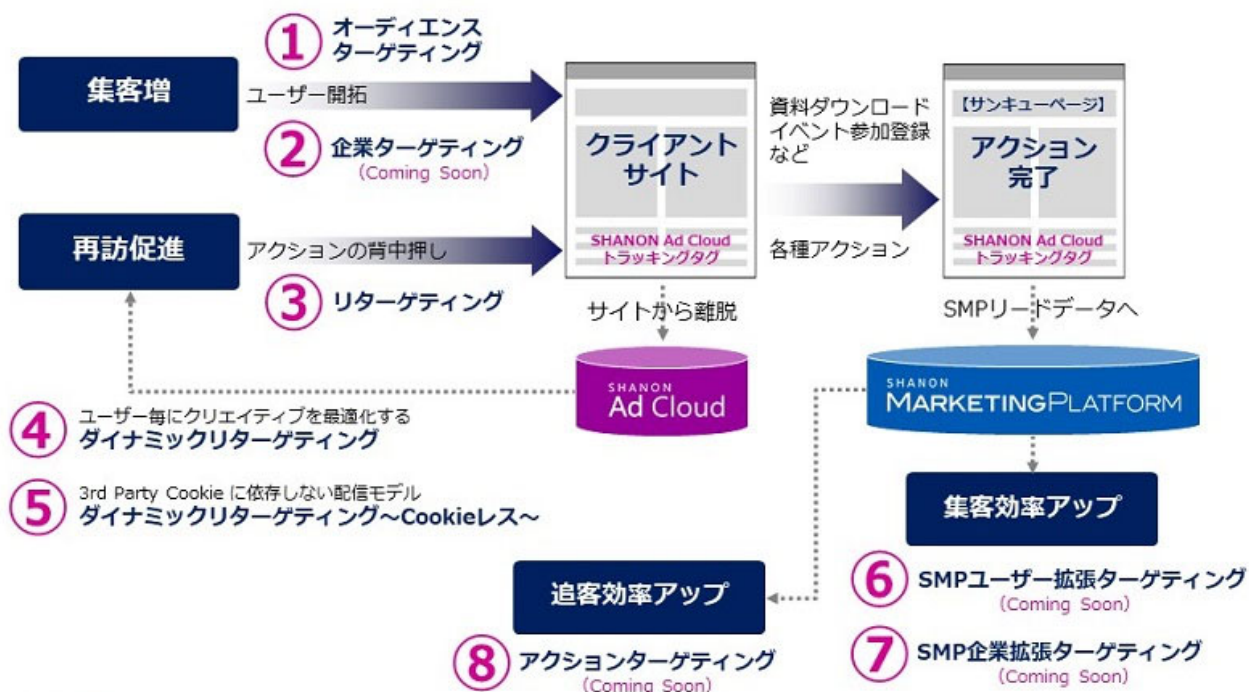 ①
オーディエンス
ターゲティング
集客増
ユーザー開拓
②
企業ターゲティング
(Coming Soon)
クライアント
サイト
SHANON Ad Cloud
トラッキングタグ
資料ダウンロード
イベント参加登録
など
各種アクション
【サンキューページ】
アクション
完了
SHANON Ad Cloud
トラッキングタグ
再訪促進
アクションの背中押し
③
リターゲティング
サイトから離脱
SMPリードデータへ
SHANON
Ad Cloud
SHANON
MARKETINGPLATFORM
④
ユーザー毎にクリエイティブを最適化する
ダイナミックリターゲティング
⑤
3rd Party Cookie に依存しない配信モデル
ダイナミックリターゲティング～Cookieレス～
集客効率アップ
⑥
SMPユーザー拡張ターゲティング
(Coming Soon)
⑦
SMP企業拡張ターゲティング
(Coming Soon)
追客効率アップ
⑧
アクションターゲティング
(Coming Soon)